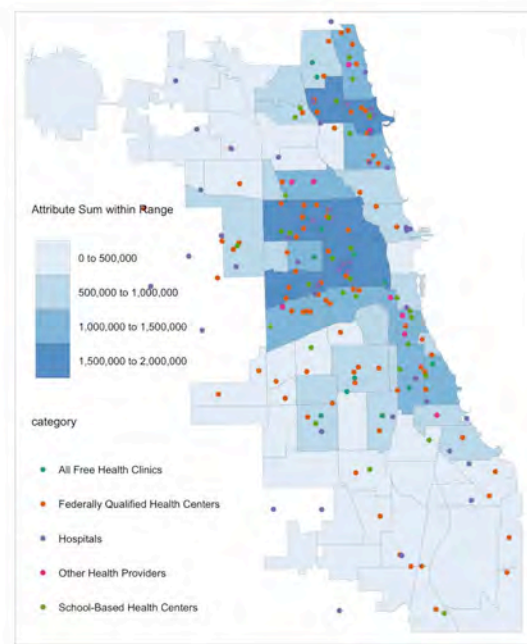 Attribute Sum within Range
0 to 500,000
500,000 to 1,000,000
1,000,000 to 1,500,000
1,500,000 to 2,000,000
category
All Free Health Clinics
Federally Qualified Health Centers
Hospitals
Other Health Providers
School-Based Health Centers